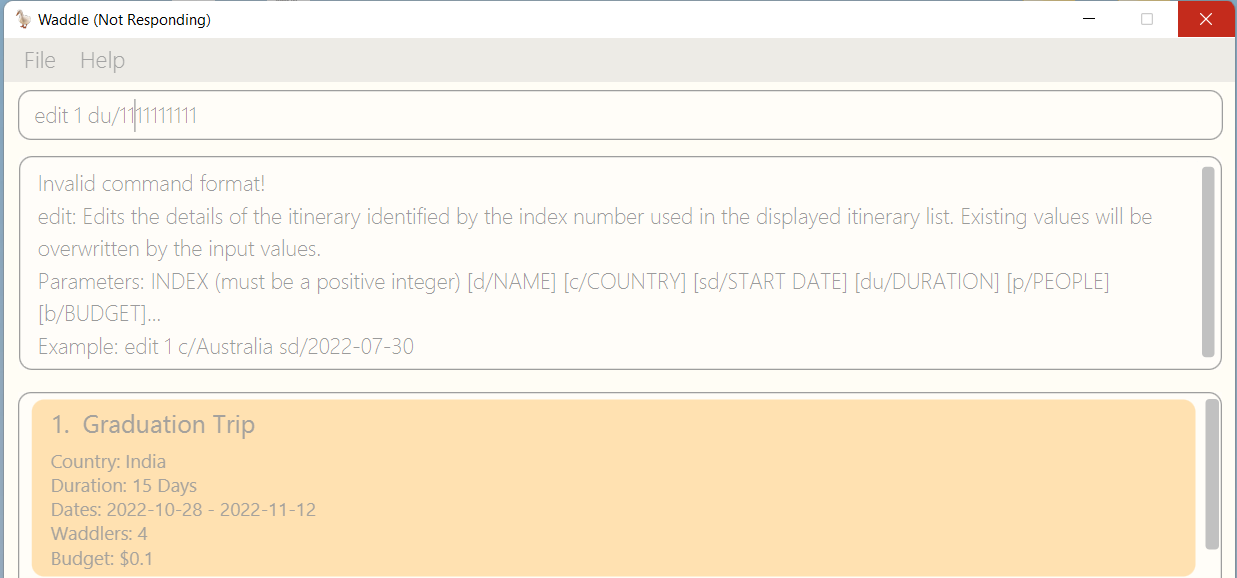 Waddle (Not Responding)
File Help
edit 1 du/1111111111
Invalid command format!
edit: Edits the details of the itinerary identified by the index number used in the displayed itinerary list. Existing values will be
overwritten by the input values.
Parameters: INDEX (must be a positive integer) [d/NAME] [c/COUNTRY] [sd/START DATE] [du/DURATION] [p/PEOPLE]
[b/BUDGET]...
Example: edit 1 c/Australia sd/2022-07-30
1. Graduation Trip
Country: India
Duration: 15 Days
Dates: 2022-10-28 - 2022-11-12
Waddlers: 4
Budget: $0.1